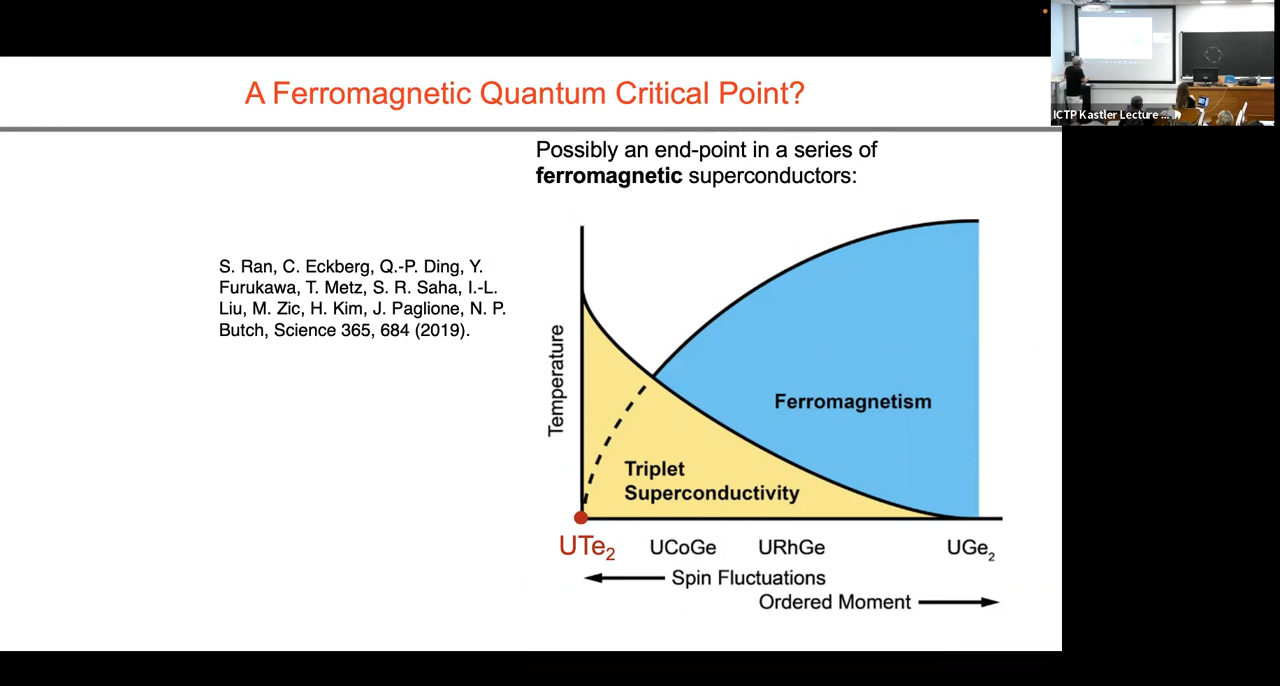 A Ferromagnetic Quantum Critical Point?
ICTP Kastler Lecture ...
Possibly an end-point in a series of
ferromagnetic superconductors:
S. Ran, C. Eckberg, Q.-P. Ding, Y.
Furukawa, T. Metz, S. R. Saha, I.-L.
Liu, M. Zic, H. Kim, J. Paglione, N. P.
Butch, Science 365, 684 (2019).
Temperature
Ferromagnetism
Triplet
Superconductivity
UTe₂ UCoGe URhGe UGe₂
Spin Fluctuations
Ordered Moment